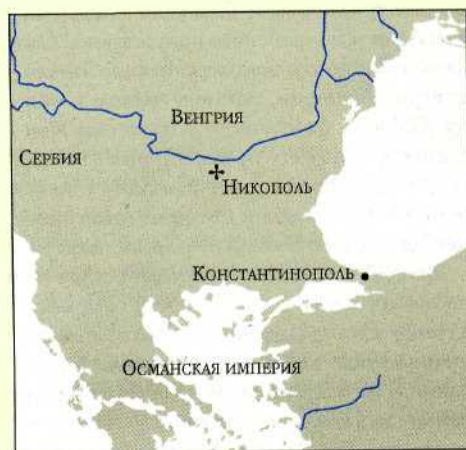 Венгрия
Сербия
Никополь
Константинополь
Османская империя